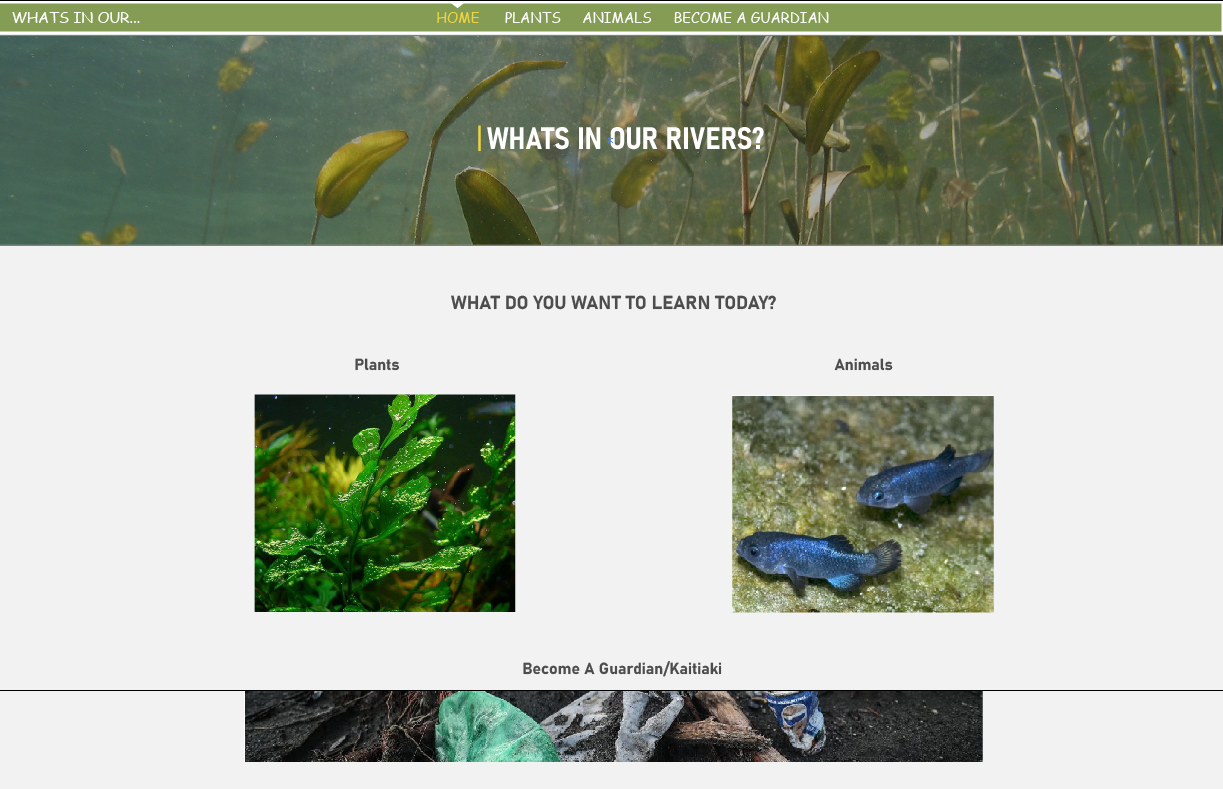 WHATS IN OUR... HOME PLANTS ANIMALS BECOME A GUARDIAN
WHATS IN OUR RIVERS?
WHAT DO YOU WANT TO LEARN TODAY?
Plants
Animals
Become A Guardian/Kaitiaki